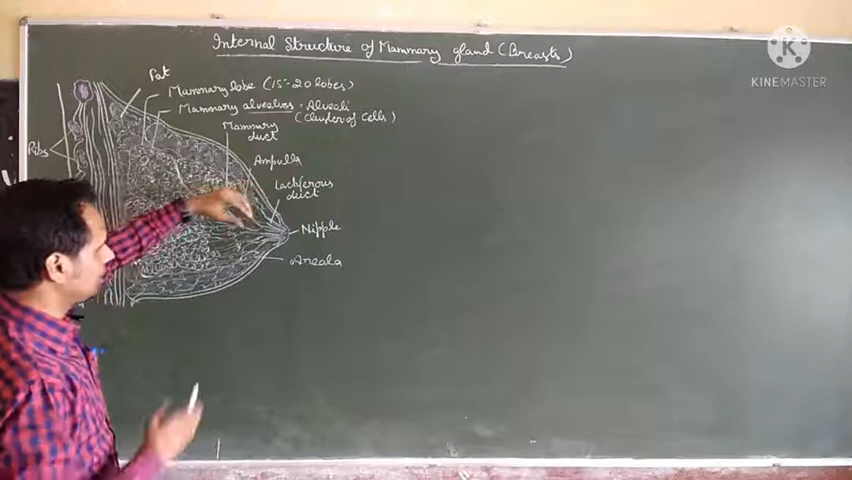 Internal Structure of Mammary gland (Breasts)
Fat
Mammary lobe (15-20 lobes)
Mammary alveolus - Alveoli
(Cluster of Cells)
Mammary
duct
Ribs
Ampulla
Lactiferous
duct
Nipple
Areola
K
KINEMASTER